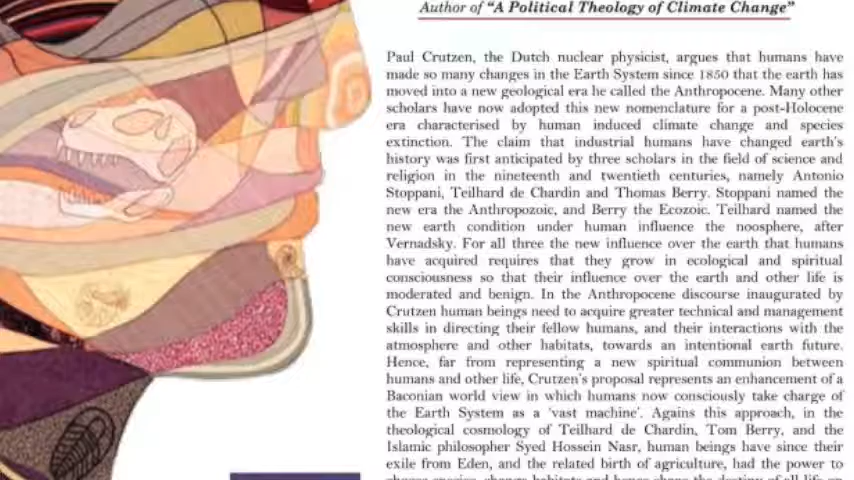 Author of “A Political Theology of Climate Change”
Paul Crutzen, the Dutch nuclear physicist, argues that humans have
made so many changes in the Earth System since 1850 that the earth has
moved into a new geological era he called the Anthropocene. Many other
scholars have now adopted this new nomenclature for a post-Holocene
era characterised by human induced climate change and species
extinction. The claim that industrial humans have changed earth's
history was first anticipated by three scholars in the field of science and
religion in the nineteenth and twentieth centuries, namely Antonio
Stoppani, Teilhard de Chardin and Thomas Berry. Stoppani named the
new era the Anthropozoic, and Berry the Ecozoic. Teilhard named the
new earth condition under human influence the noosphere, after
Vernadsky. For all three the new influence over the earth that humans
have acquired requires that they grow in ecological and spiritual
consciousness so that their influence over the earth and other life is
moderated and benign. In the Anthropocene discourse inaugurated by
Crutzen human beings need to acquire greater technical and management
skills in directing their fellow humans, and their interactions with the
atmosphere and other habitats, towards an intentional earth future.
Hence, far from representing a new spiritual communion between
humans and other life, Crutzen's proposal represents an enhancement of a
Baconian world view in which humans now consciously take charge of
the Earth System as a 'vast machine'. Agains this approach, in the
theological cosmology of Teilhard de Chardin, Tom Berry, and the
Islamic philosopher Syed Hossein Nasr, human beings have since their
exile from Eden, and the related birth of agriculture, had the power to